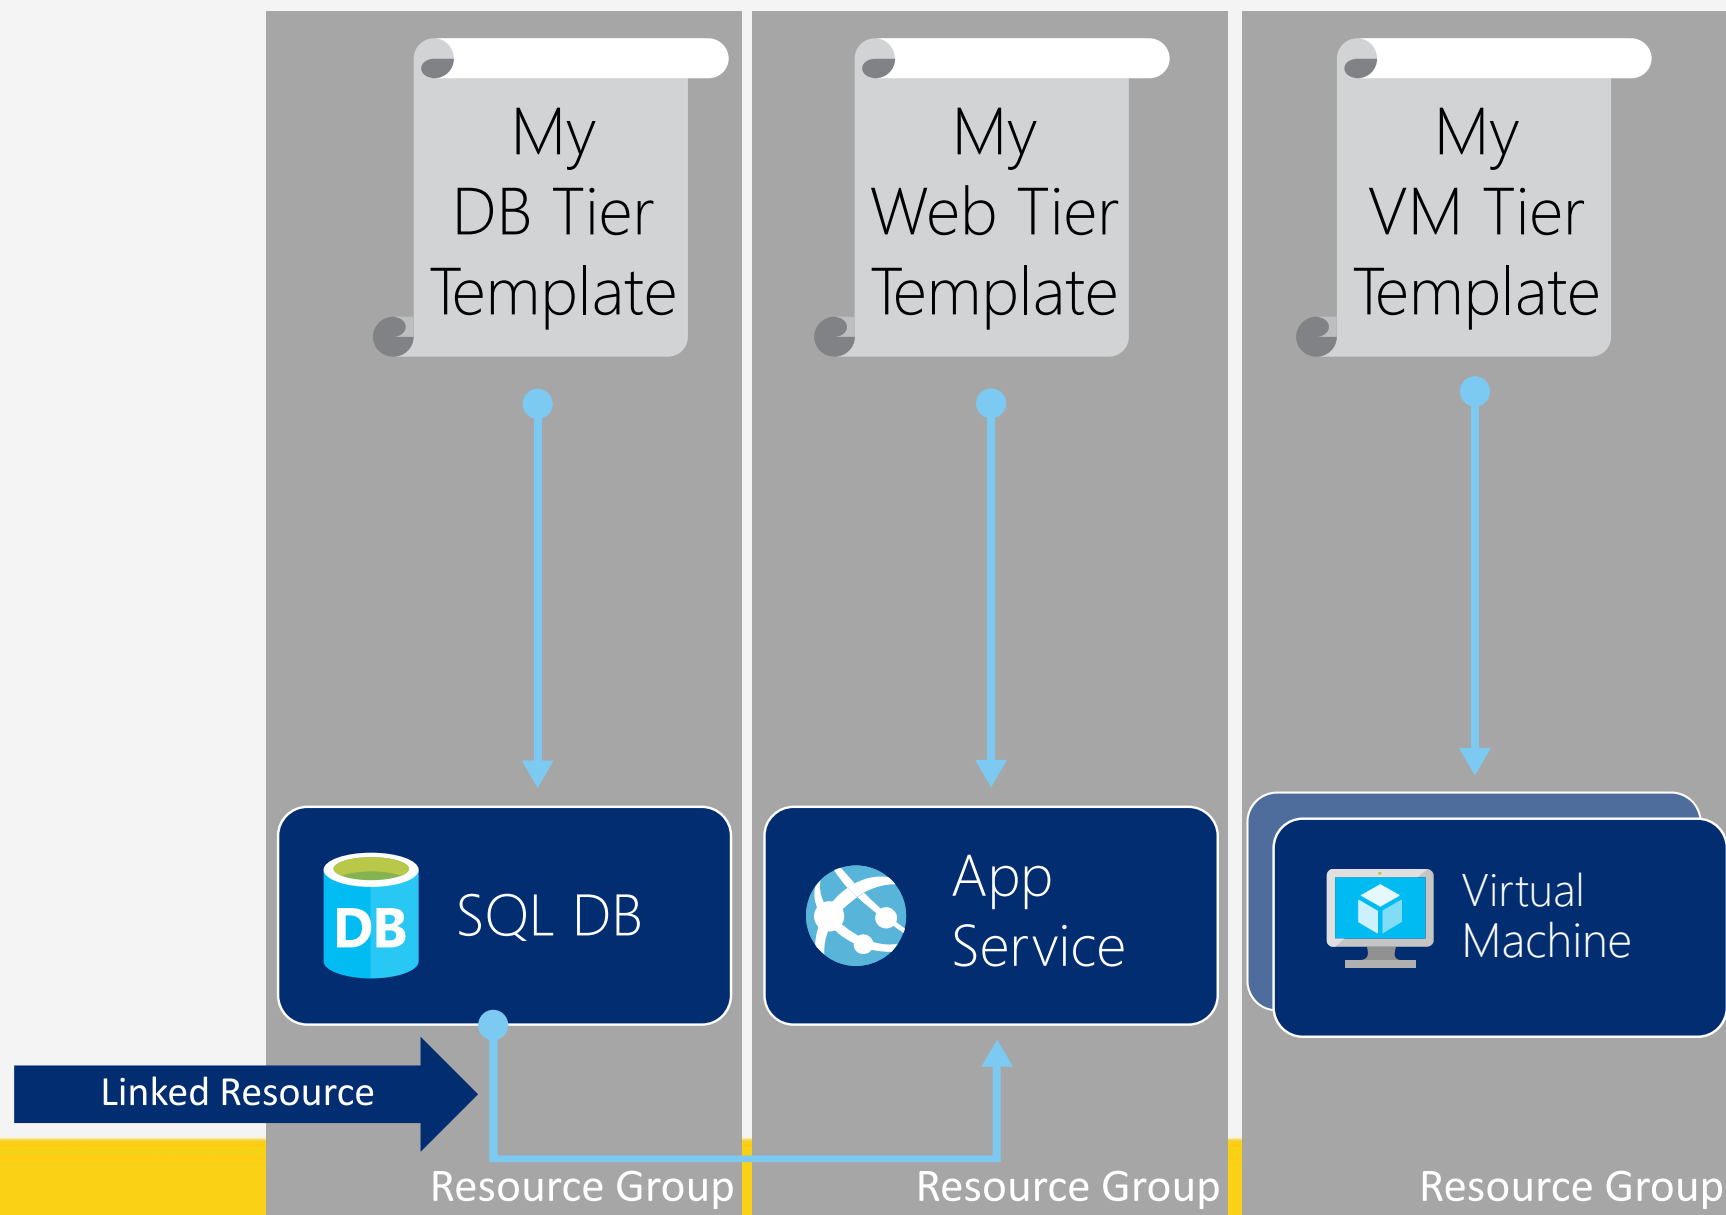 My
DB Tier
Template
My
Web Tier
Template
My
VM Tier
Template
DB
SQL DB
App
Service
Virtual
Machine
Linked Resource
Resource Group
Resource Group
Resource Group